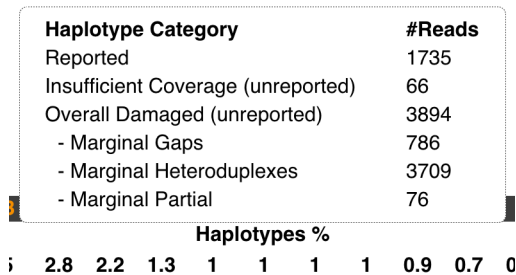 Haplotype Category #Reads
Reported 1735
Insufficient Coverage (unreported) 66
Overall Damaged (unreported) 3894
- Marginal Gaps 786
- Marginal Heteroduplexes 3709
- Marginal Partial 76
Haplotypes %
2.8 2.2 1.3 1 1 1 1 0.9 0.7